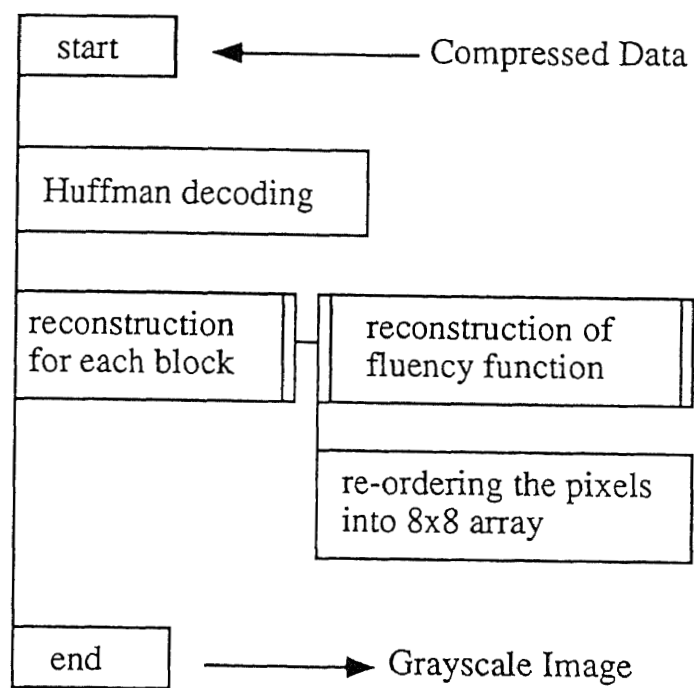 start
Compressed Data
Huffman decoding
reconstruction
for each block
reconstruction of
fluency function
re-ordering the pixels
into 8x8 array
end
Grayscale Image